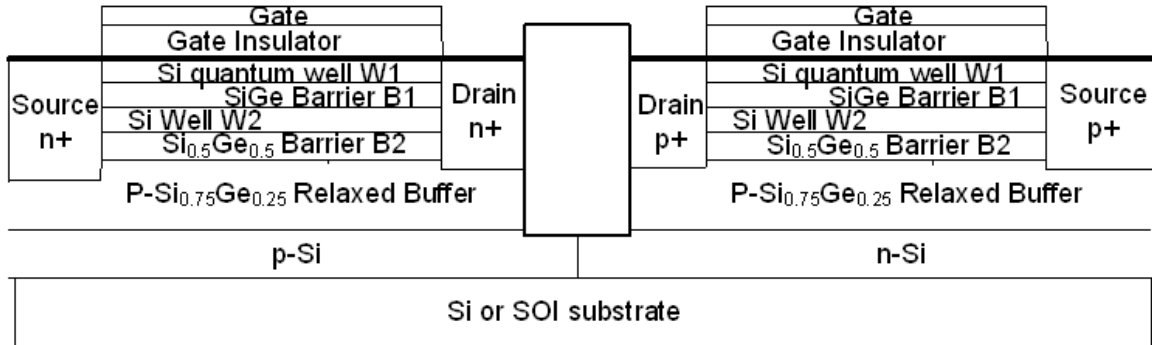 Gate
Gate Insulator
Si quantum well W1
SiGe Barrier B1
Si Well W2
Si0.5Ge0.5 Barrier B2
Source
n+
Drain
n+
P-Si0.75Ge0.25 Relaxed Buffer
p-Si
Gate
Gate Insulator
Si quantum well W1
SiGe Barrier B1
Si Well W2
Si0.5Ge0.5 Barrier B2
Drain
p+
Source
p+
P-Si0.75Ge0.25 Relaxed Buffer
n-Si
Si or SOI substrate